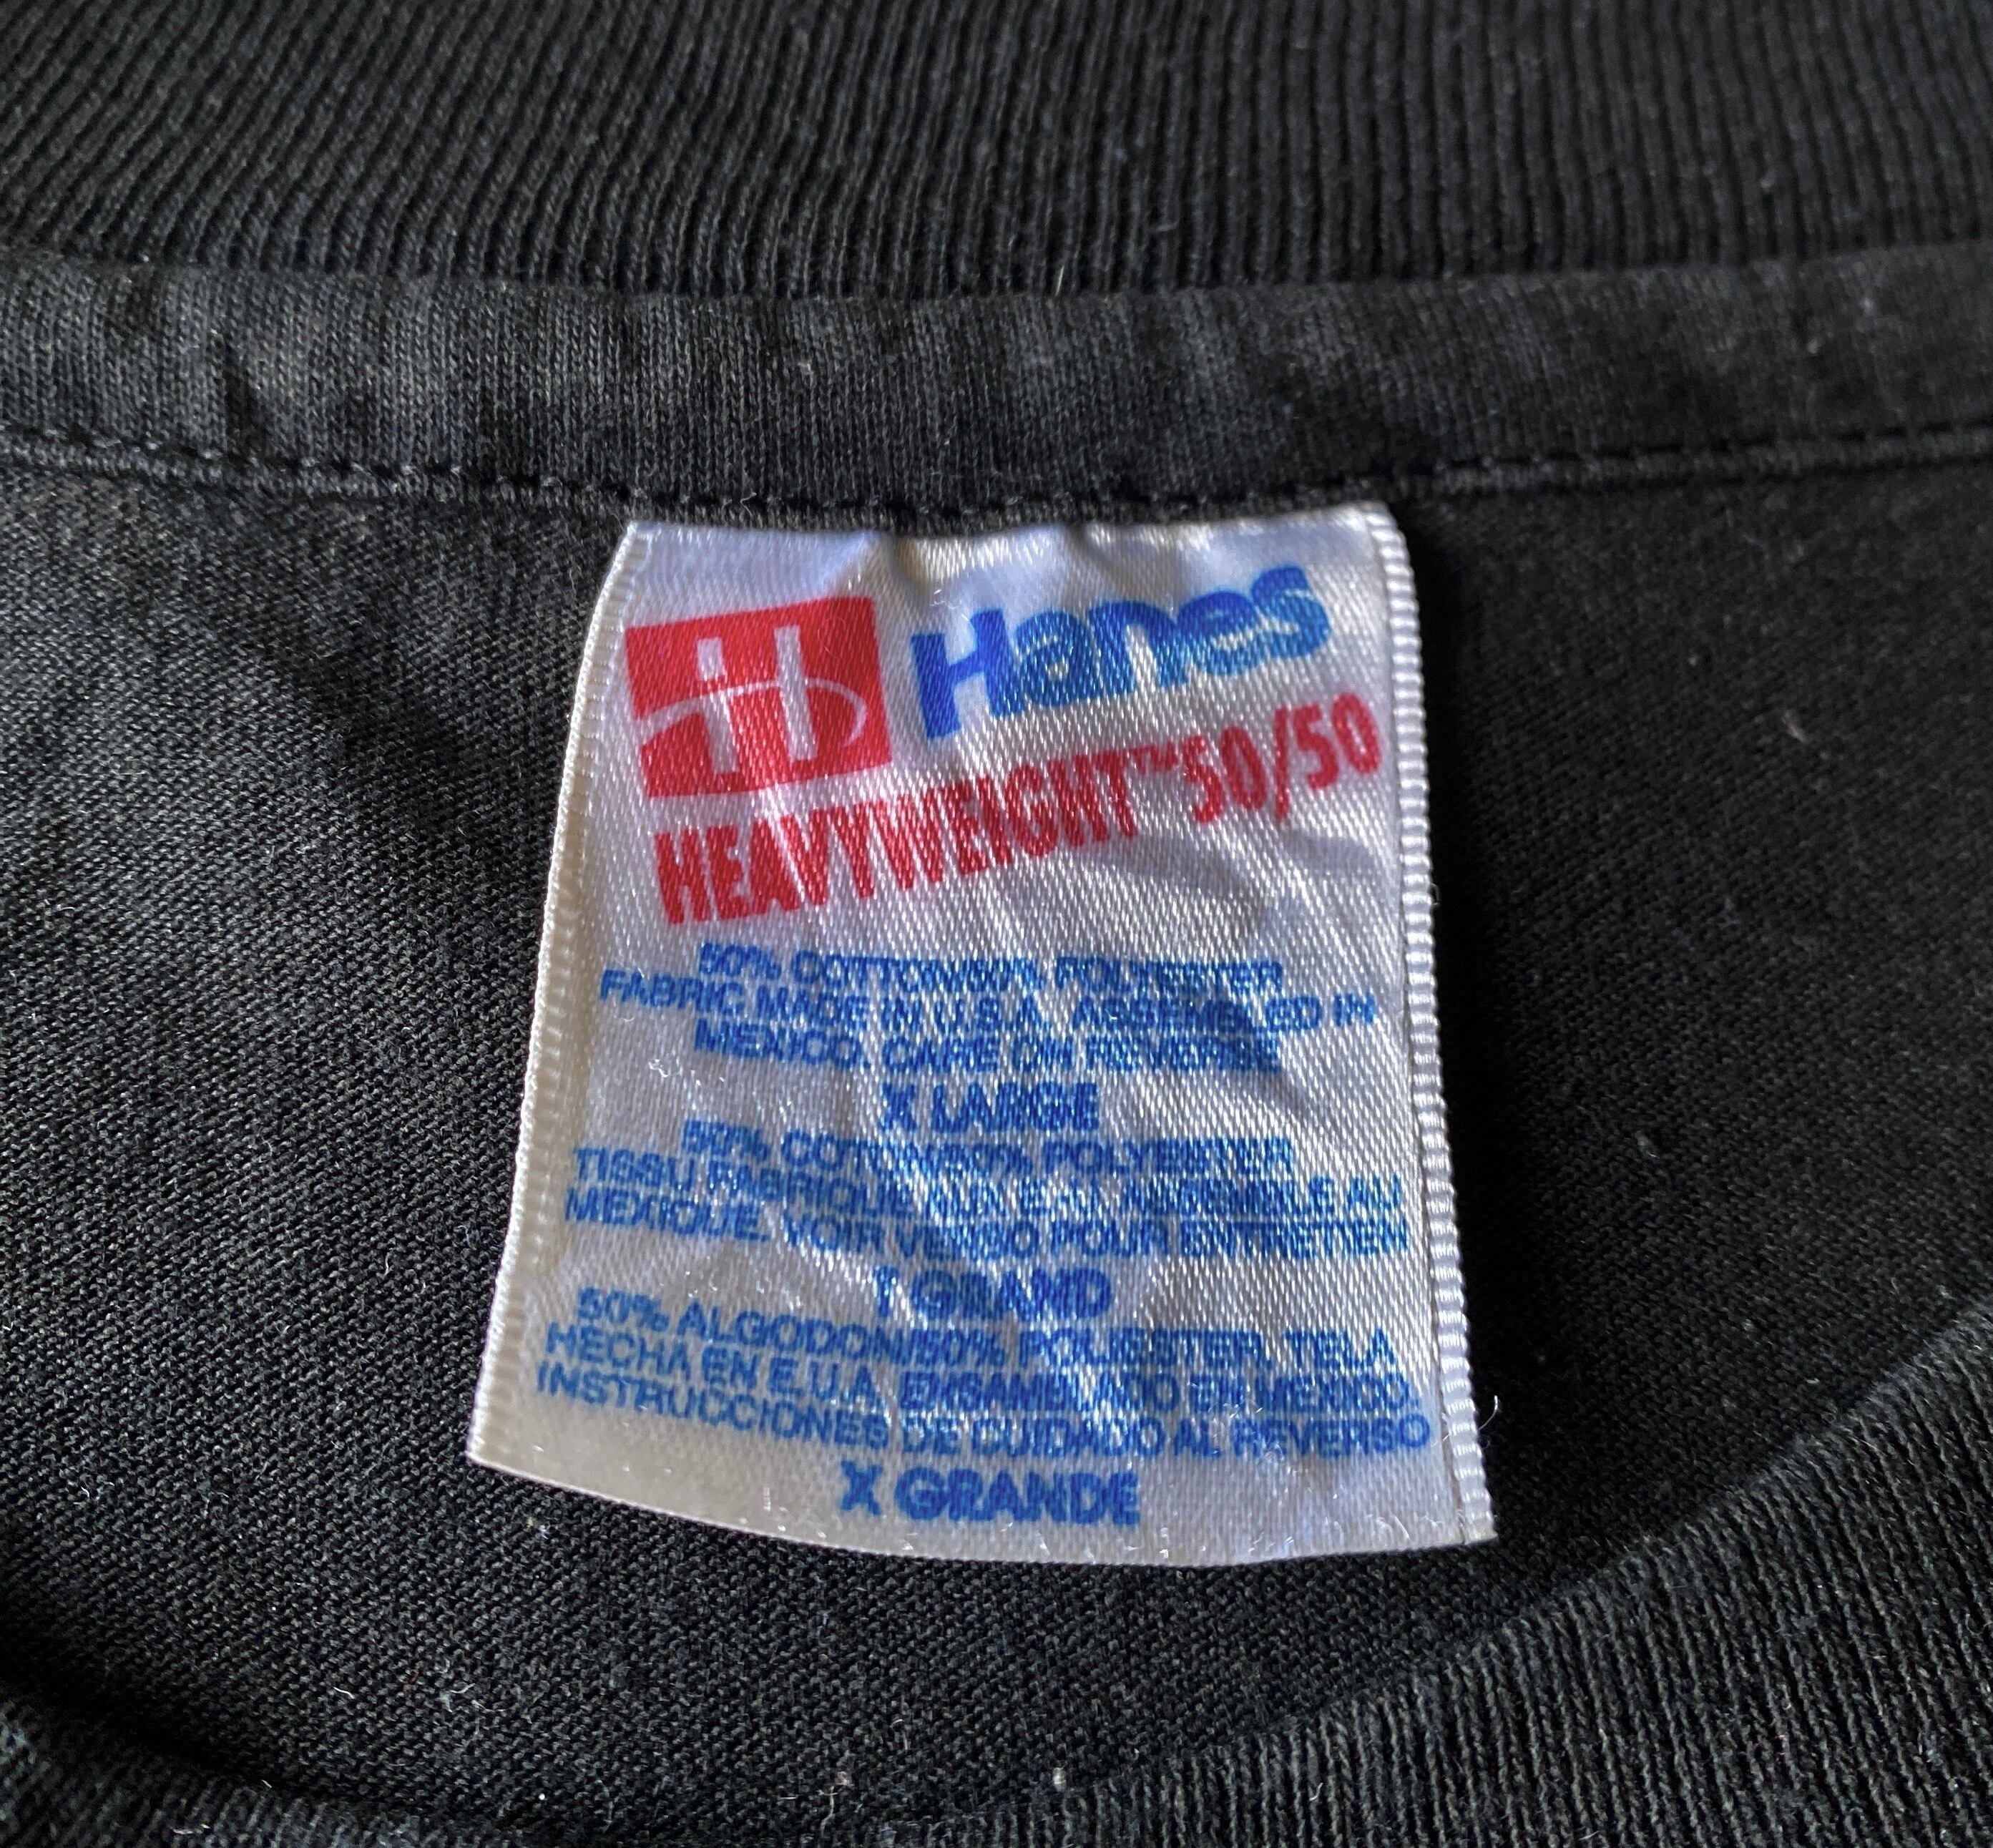 Hanes
HEAVYWEIGHT™ 50/50
50% COTTON/50% POLYESTER
FABRIC MADE IN U.S.A. ASSEMBLED IN
MEXICO. CARE ON REVERSE
X LARGE
50% COTON/50% POLYESTER
TISSU FABRIQUE AUX E.-U. ASSEMBLE AU
MEXIQUE. VOIR VERSO POUR ENTRETIEN
T GRAND
50% ALGODON/50% POLIESTER, TELA
HECHA EN E.U.A. ENSAMBLADO EN MEXICO
INSTRUCCIONES DE CUIDADO AL REVERSO
X GRANDE